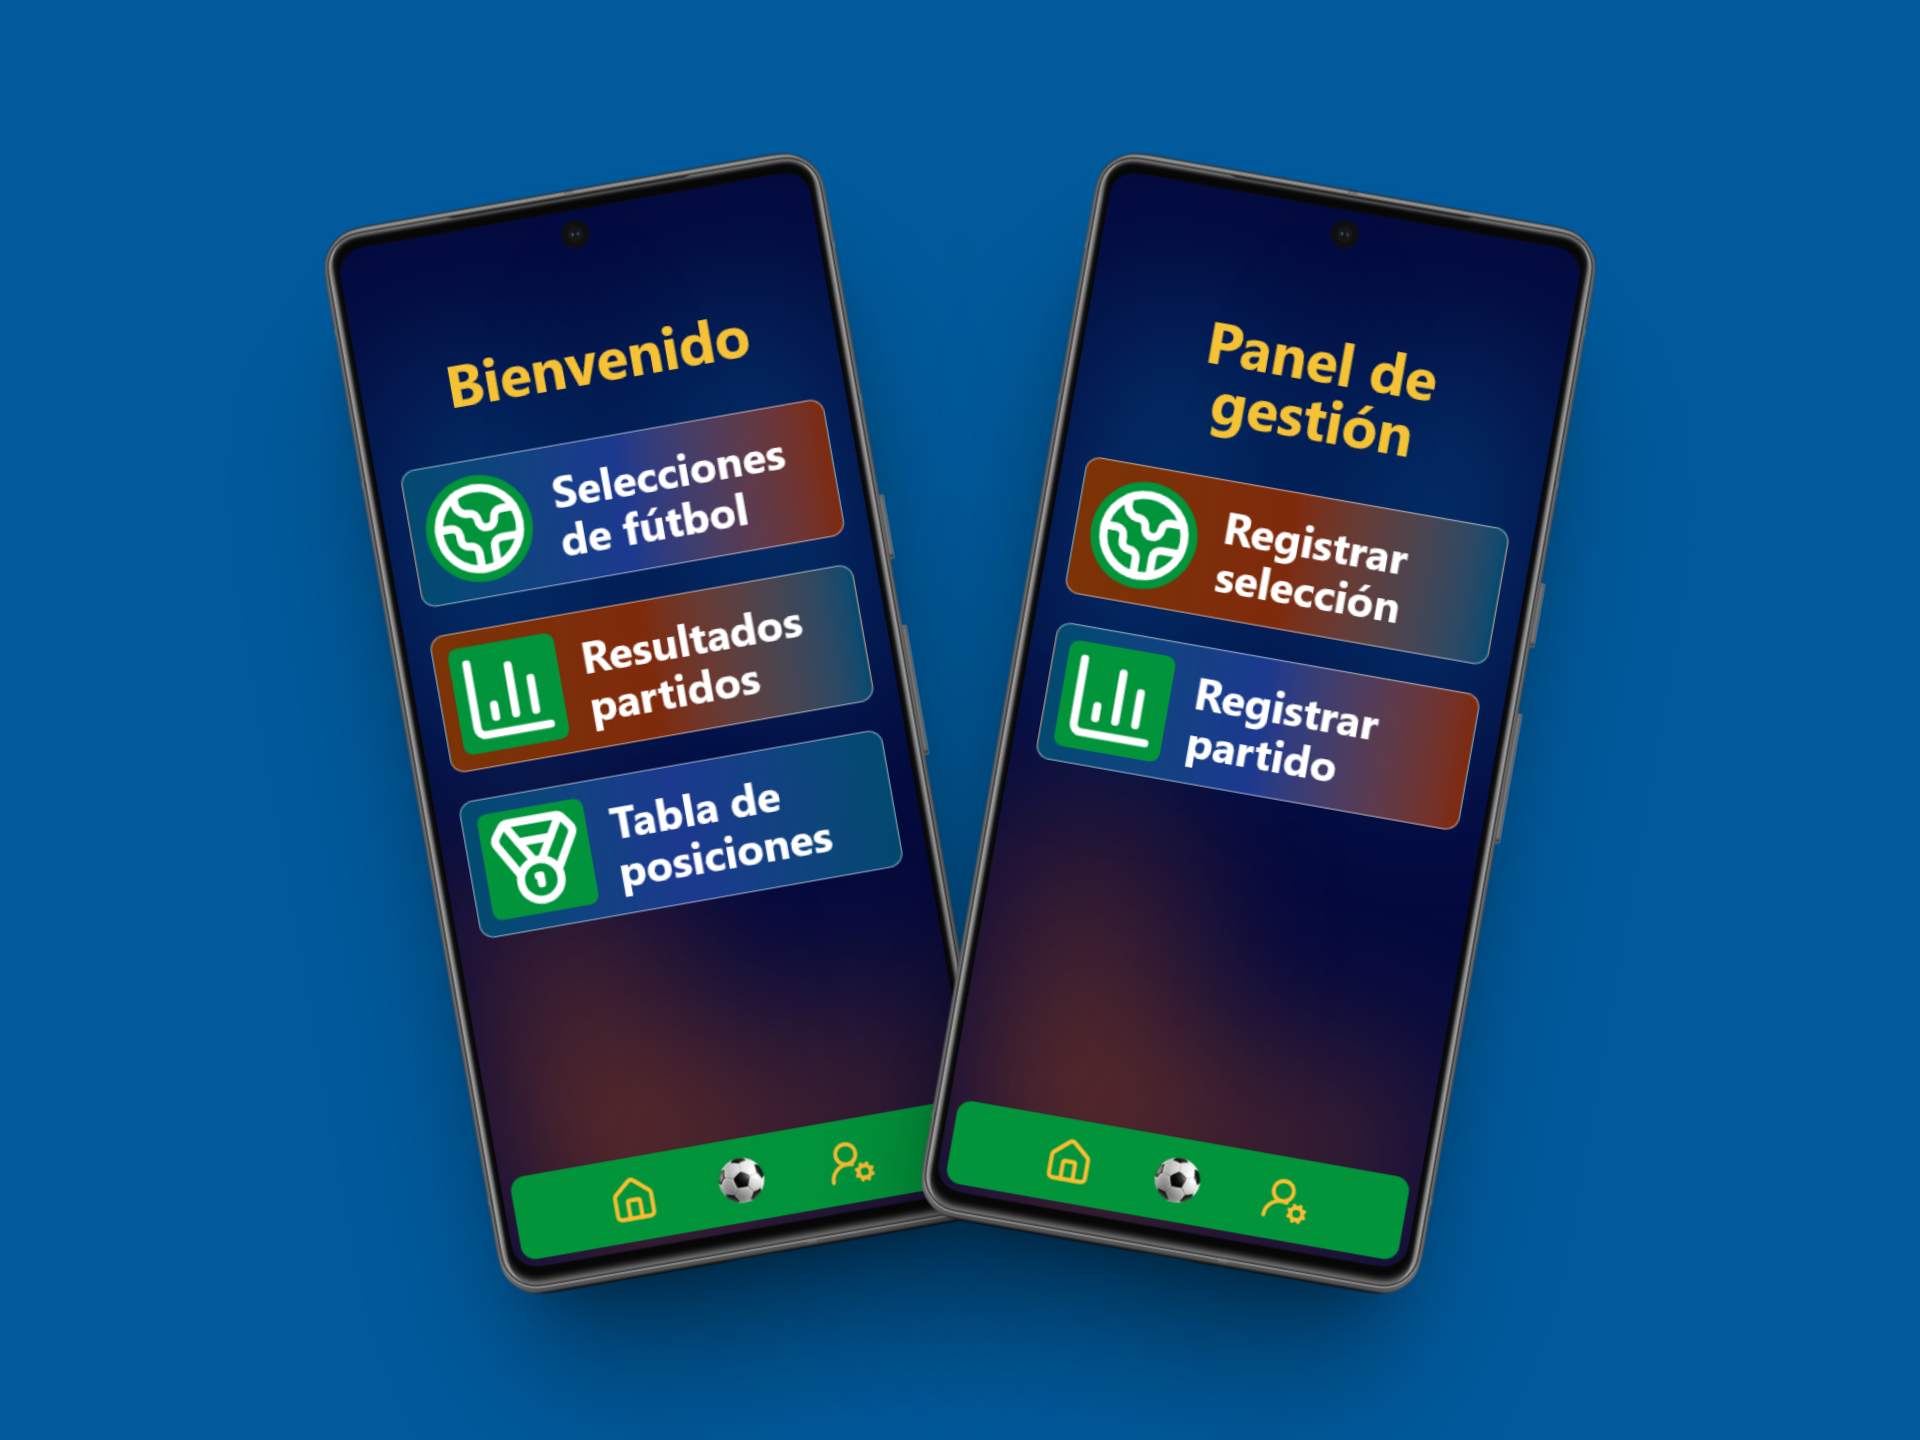 Bienvenido
Selecciones
de fútbol
Resultados
partidos
Tabla de
posiciones
Panel de
gestión
Registrar
selección
Registrar
partido